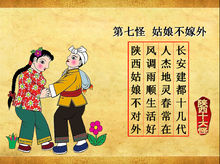 第七怪 姑娘不嫁外
长安建都十几代
人杰地灵春常在
风调雨顺生活好
陕西姑娘不对外
陕西十大怪